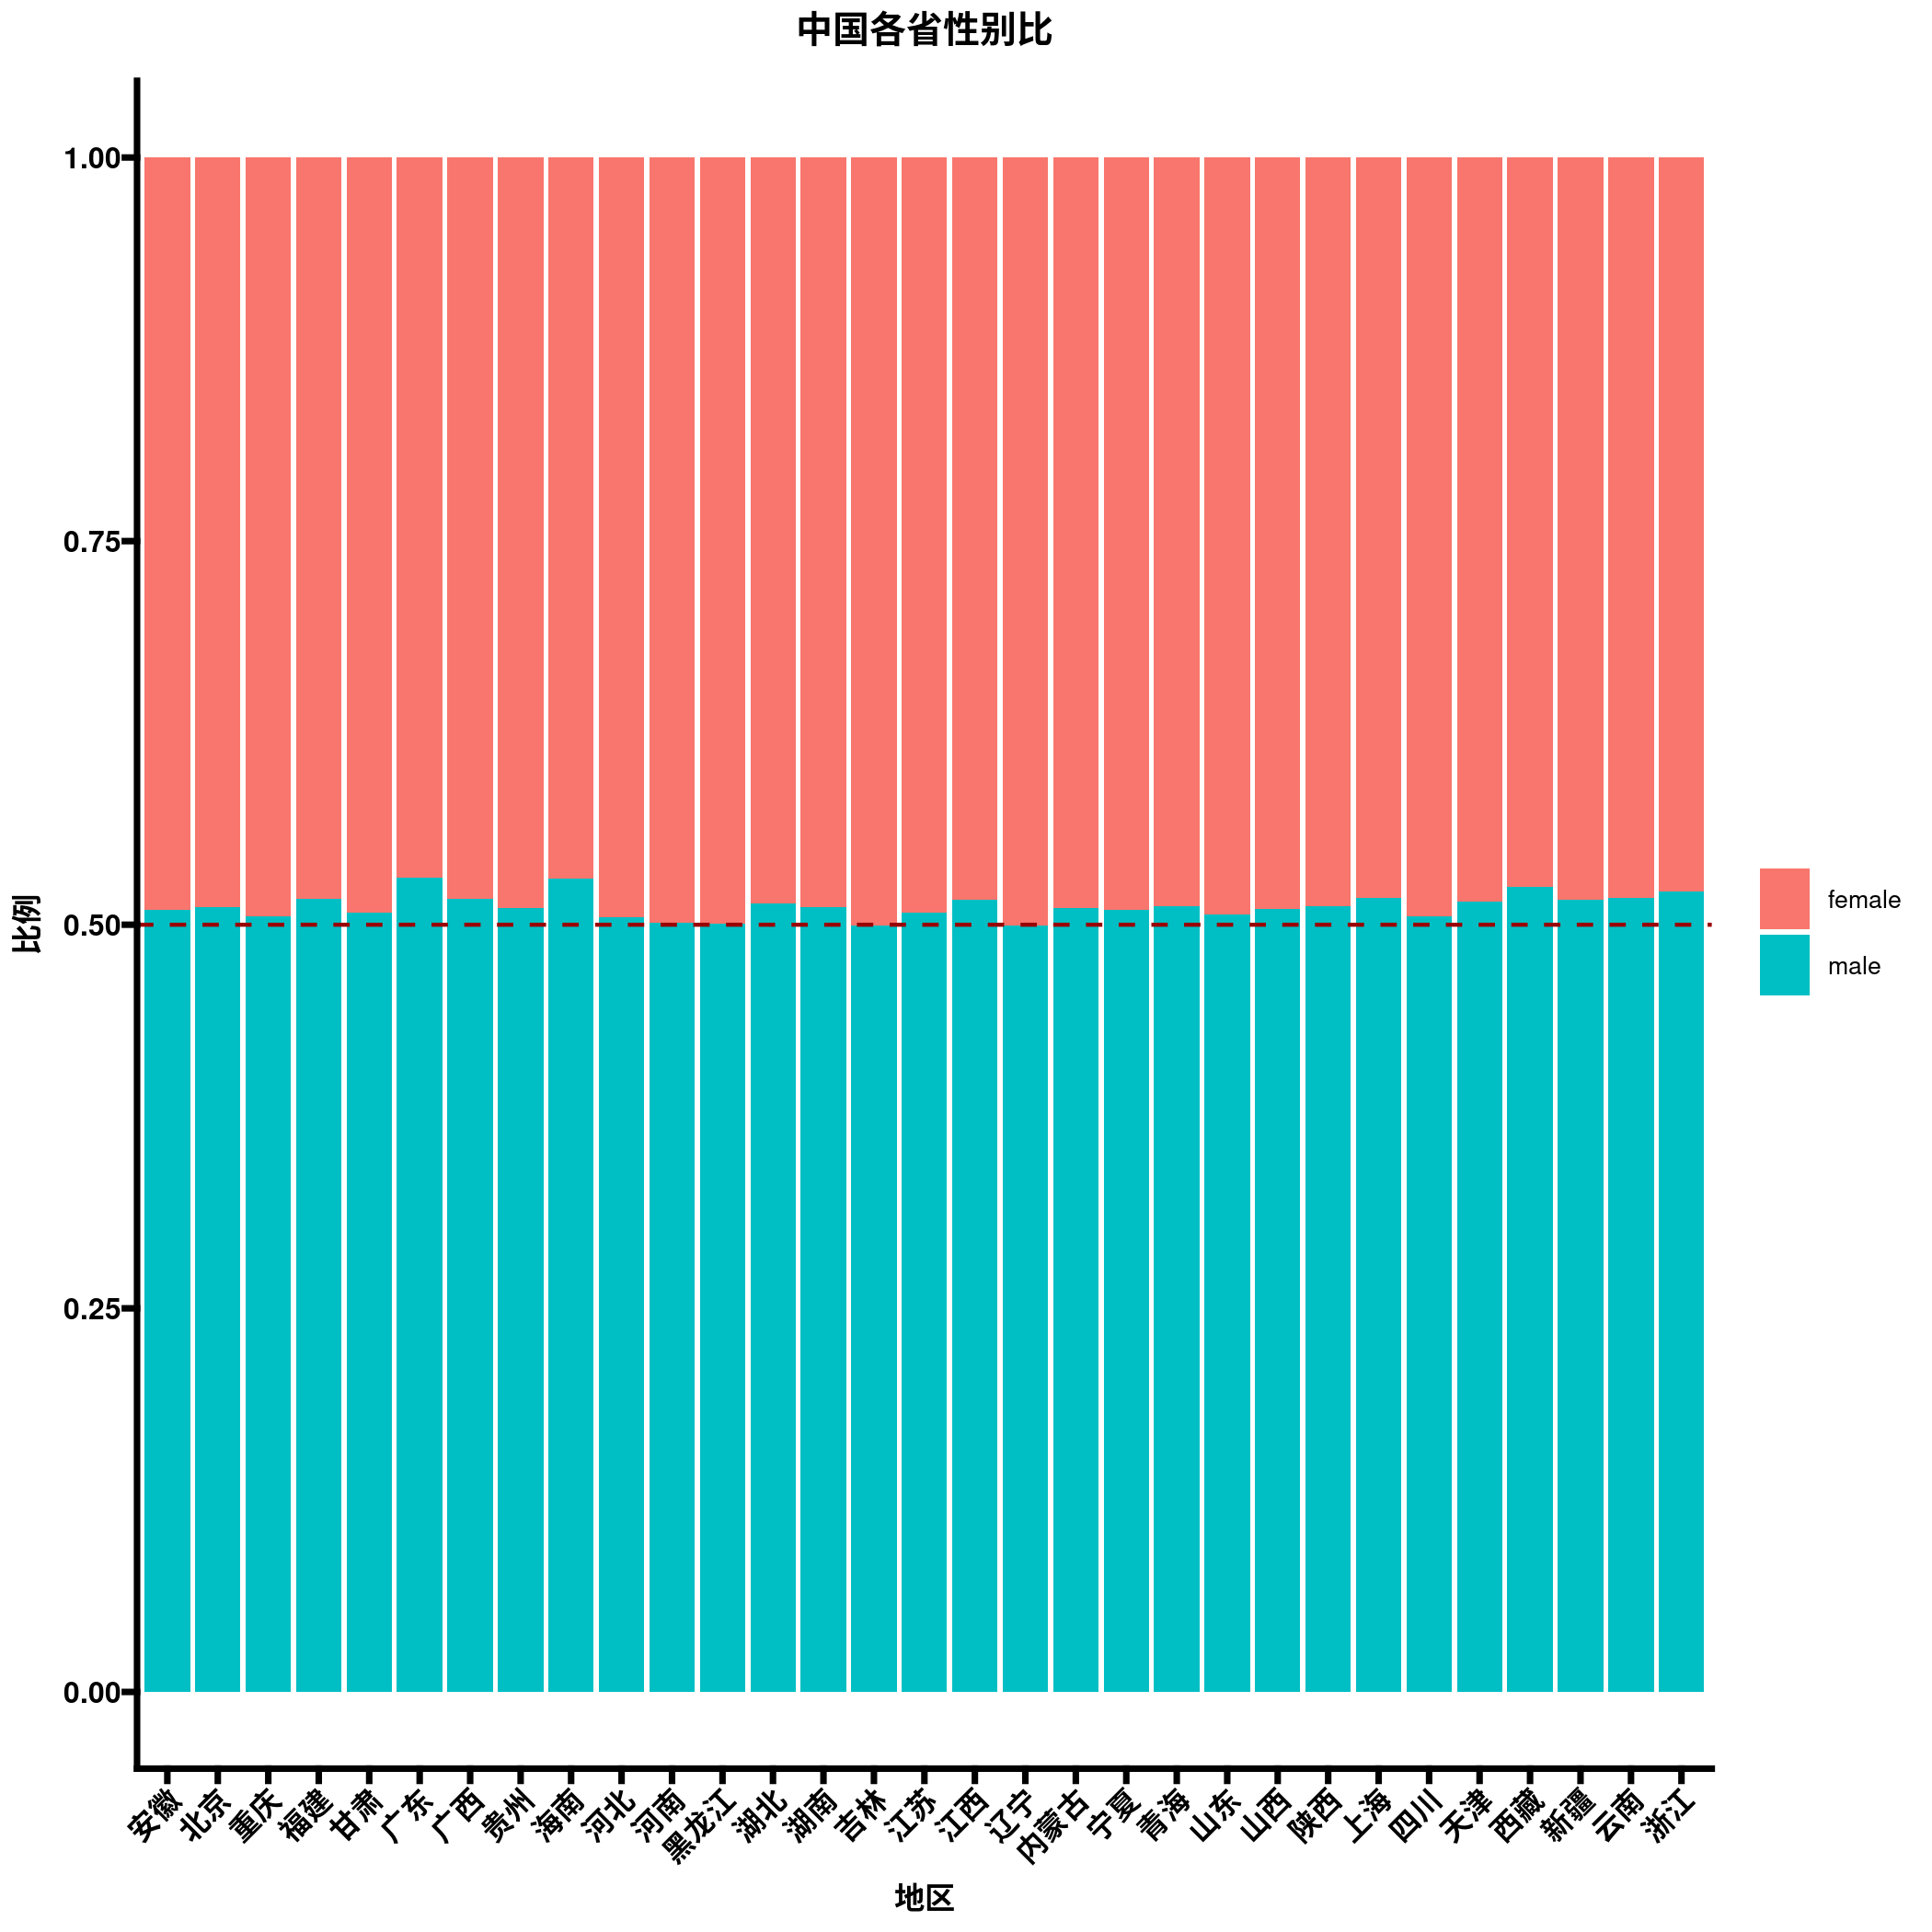 中国各省性别比
1.00
0.75
0.50
0.25
0.00
比例
female
male
安徽
北京
重庆
福建
甘肃
广东
广西
贵州
海南
河北
河南
黑龙江
湖北
湖南
吉林
江苏
江西
辽宁
内蒙古
宁夏
青海
山东
山西
陕西
上海
四川
天津
西藏
新疆
云南
浙江
地区